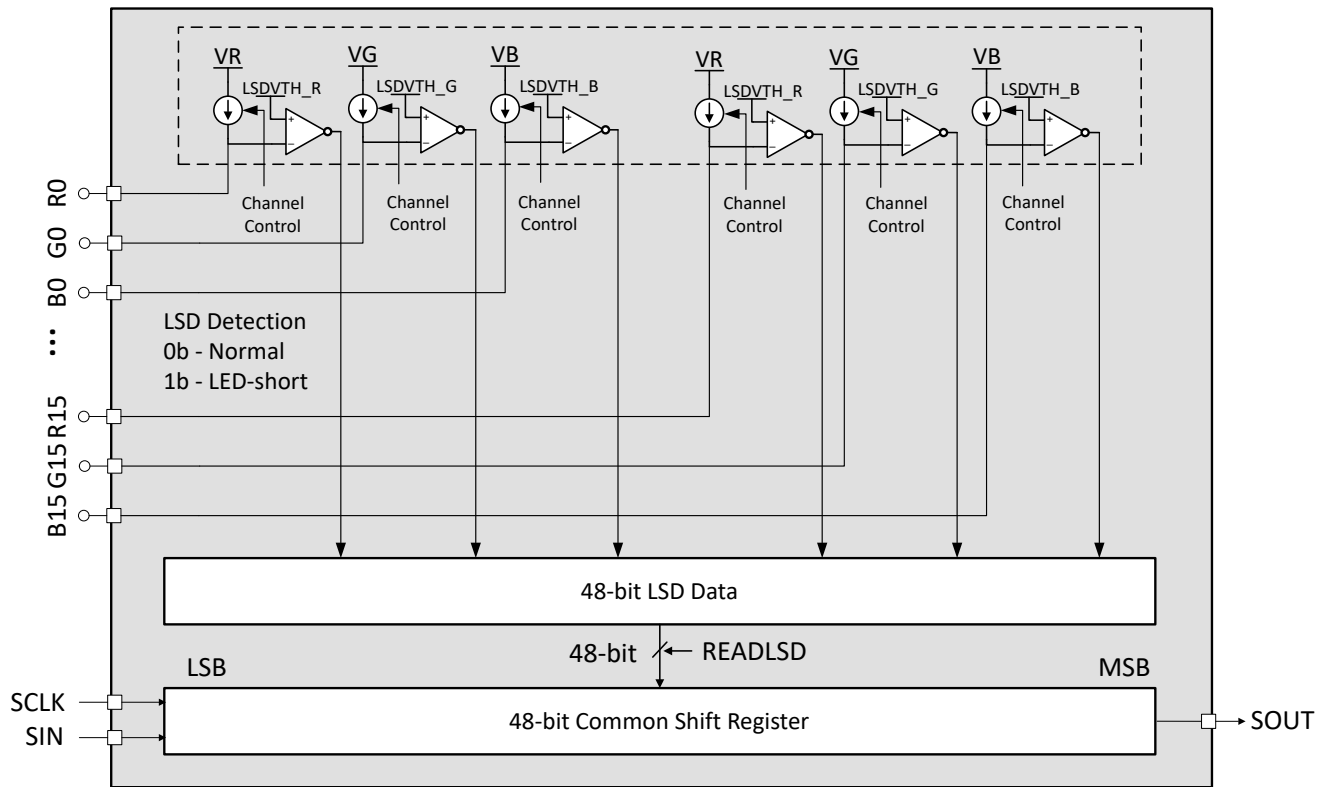 VR
VG
VB
VR
VG
VB
LSDVTH_R
LSDVTH_G
LSDVTH_B
LSDVTH_R
LSDVTH_G
LSDVTH_B
+
−
+
−
+
−
+
−
+
−
+
−
Channel
Control
Channel
Control
Channel
Control
Channel
Control
Channel
Control
Channel
Control
R0
G0
B0
...
R15
G15
B15
LSD Detection
0b - Normal
1b - LED-short
48-bit LSD Data
48-bit
READLSD
LSB
MSB
SCLK
SIN
48-bit Common Shift Register
SOUT